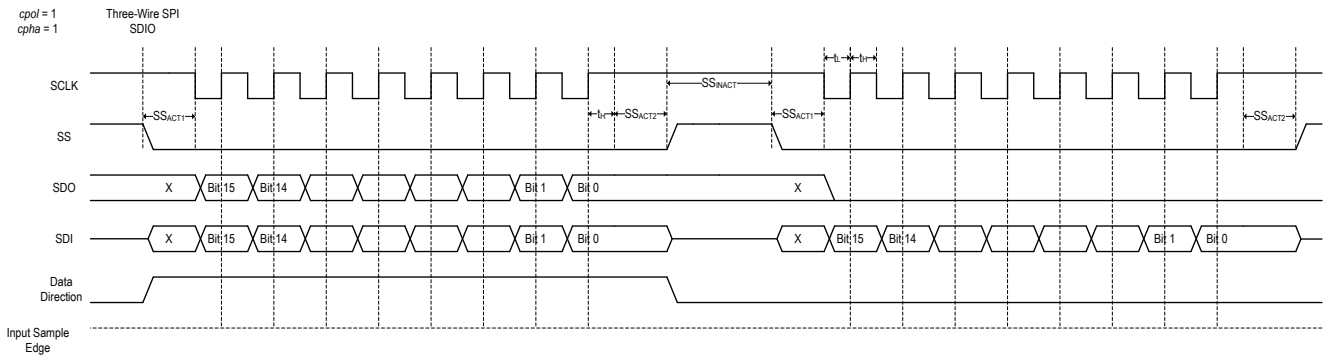 cpol = 1 Three-Wire SPI
cpha = 1 SDIO
tL tH
SCLK
SSINACT
SSACT1 tH SSACT2 SSACT1 SSACT2
SS
SDO X Bit 15 Bit 14 Bit 1 Bit 0 X
SDI X Bit 15 Bit 14 Bit 1 Bit 0 X Bit 15 Bit 14 Bit 1 Bit 0
Data
Direction
Input Sample
Edge